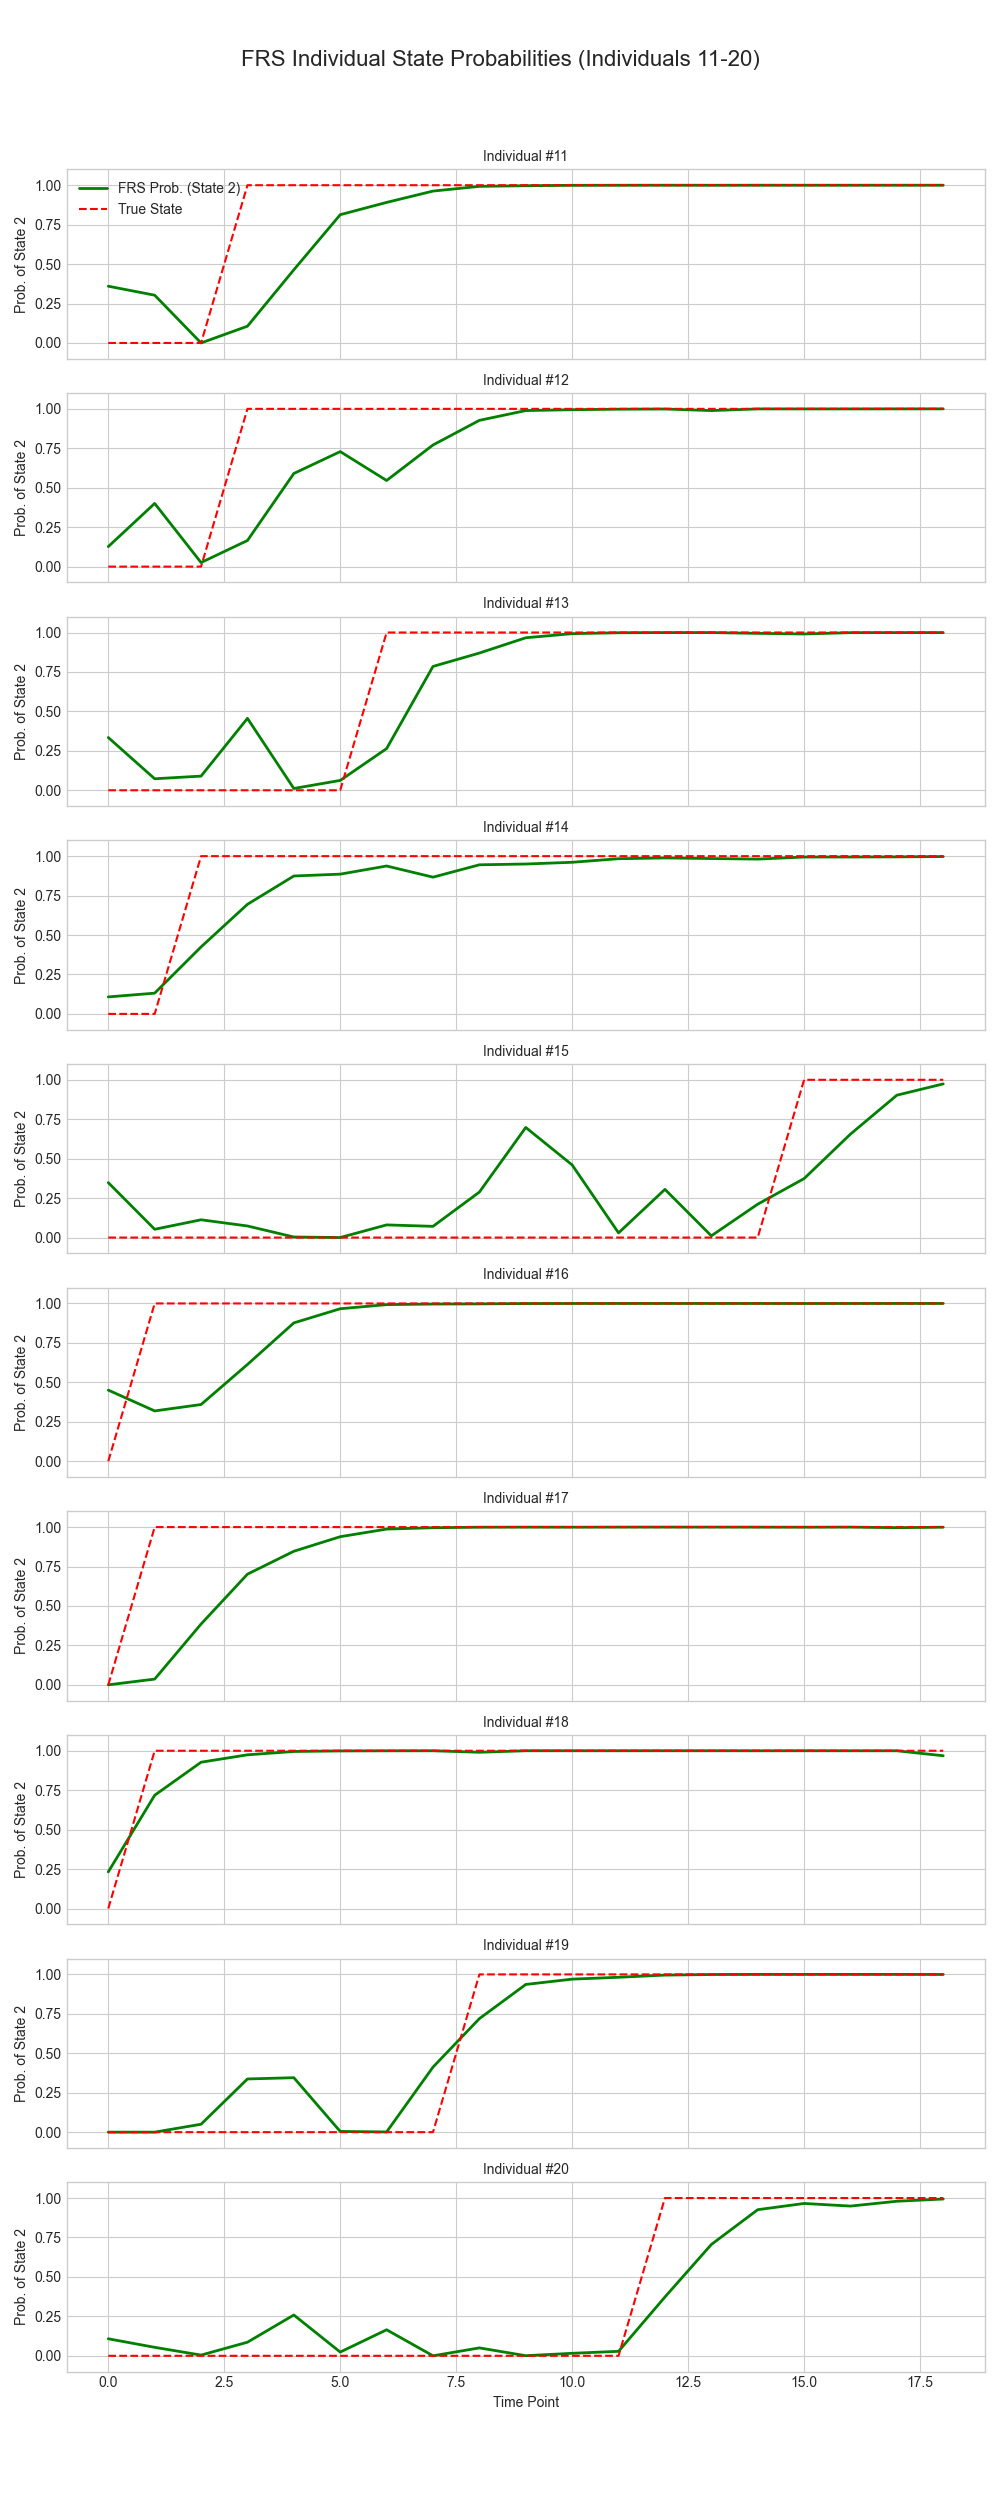 FRS Individual State Probabilities (Individuals 11-20)
Individual #11
FRS Prob. (State 2)
True State
Prob. of State 2
1.00
0.75
0.50
0.25
0.00
Individual #12
Prob. of State 2
1.00
0.75
0.50
0.25
0.00
Individual #13
Prob. of State 2
1.00
0.75
0.50
0.25
0.00
Individual #14
Prob. of State 2
1.00
0.75
0.50
0.25
0.00
Individual #15
Prob. of State 2
1.00
0.75
0.50
0.25
0.00
Individual #16
Prob. of State 2
1.00
0.75
0.50
0.25
0.00
Individual #17
Prob. of State 2
1.00
0.75
0.50
0.25
0.00
Individual #18
Prob. of State 2
1.00
0.75
0.50
0.25
0.00
Individual #19
Prob. of State 2
1.00
0.75
0.50
0.25
0.00
Individual #20
Prob. of State 2
1.00
0.75
0.50
0.25
0.00
0.0 2.5 5.0 7.5 10.0 12.5 15.0 17.5
Time Point